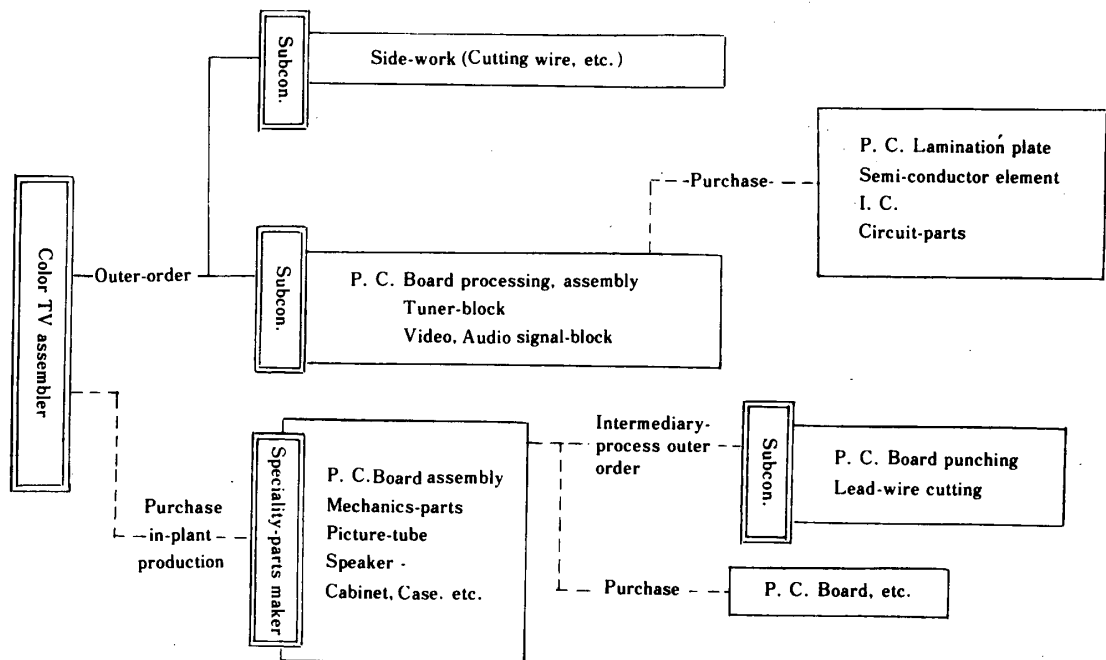 Subcon.
Side-work (Cutting wire, etc.)
P. C. Lamination plate
Semi-conductor element
I. C.
Circuit-parts
Purchase
Color TV assembler
Outer-order
Subcon.
P. C. Board processing, assembly
Tuner-block
Video, Audio signal-block
Purchase
in-plant
production
Speciality-parts maker
P. C. Board assembly
Mechanics-parts
Picture-tube
Speaker
Cabinet, Case. etc.
Intermediary-
process outer
order
Subcon.
P. C. Board punching
Lead-wire cutting
Purchase
P. C. Board, etc.